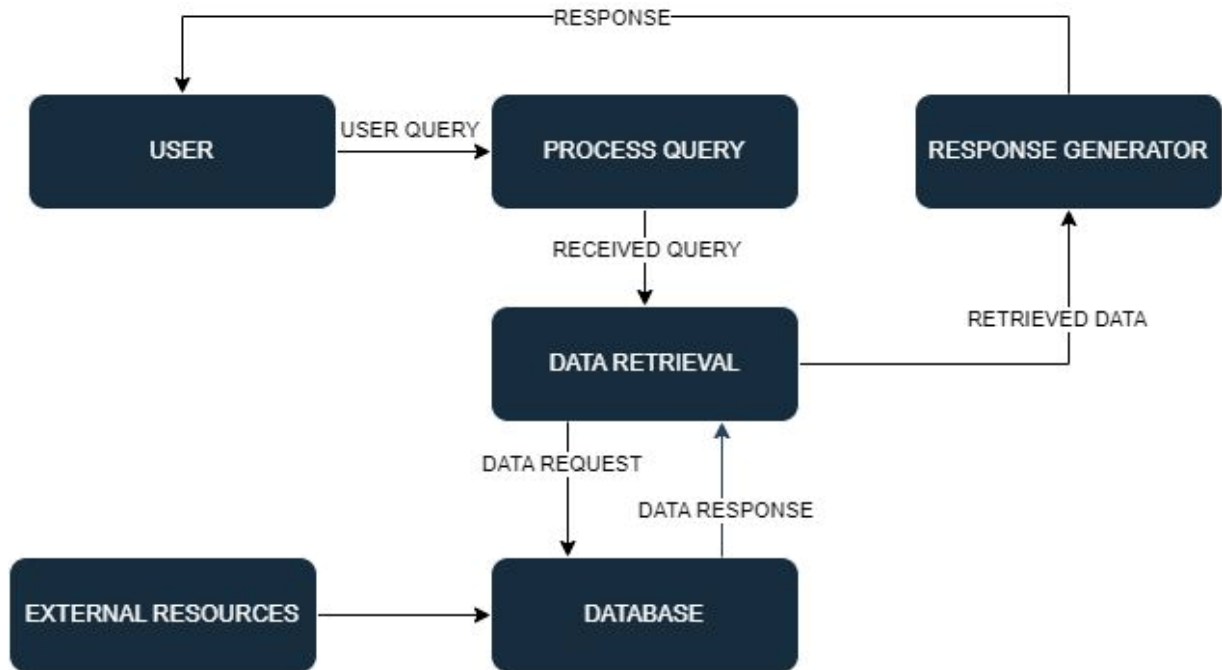 RESPONSE
USER
USER QUERY
PROCESS QUERY
RESPONSE GENERATOR
RECEIVED QUERY
RETRIEVED DATA
DATA RETRIEVAL
DATA REQUEST
DATA RESPONSE
EXTERNAL RESOURCES
DATABASE